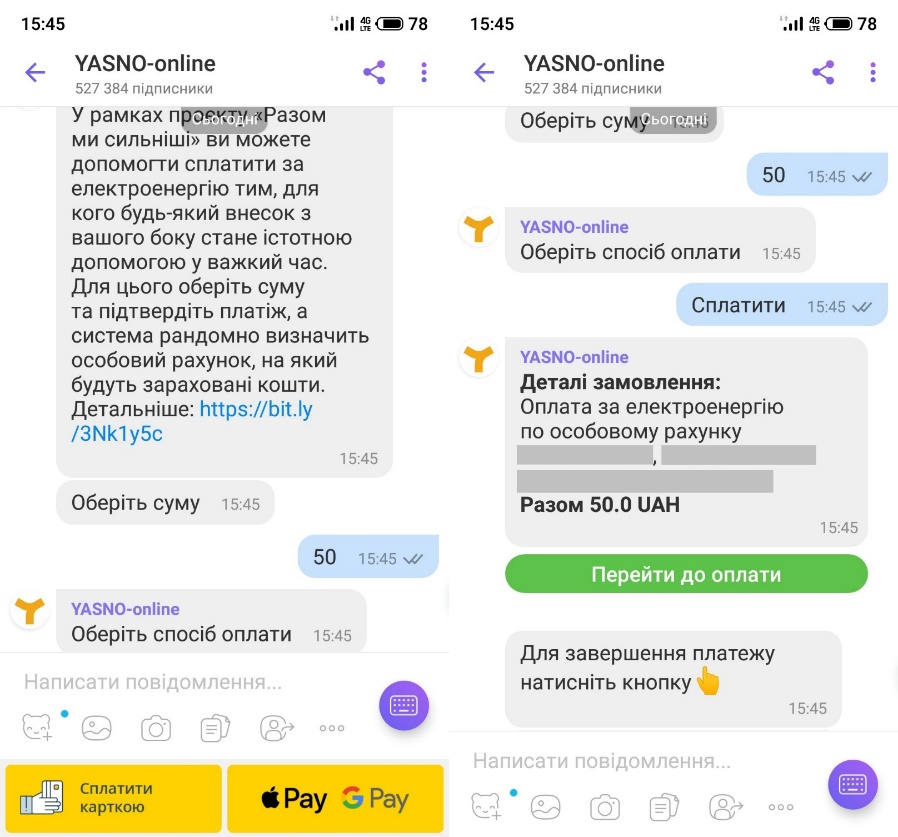 15:45
4G
LTE
78
YASNO-online
527 384 підписники
У рамках проєкту «Разом
Сьогодні
ми сильніші» ви можете
допомогти сплатити за
електроенергію тим, для
кого будь-який внесок з
вашого боку стане істотною
допомогою у важкий час.
Для цього оберіть суму
та підтвердіть платіж, а
система рандомно визначить
особовий рахунок, на який
будуть зараховані кошти.
Детальніше: https://bit.ly
/3Nk1y5c
15:45
Оберіть суму 15:45
50 15:45
YASNO-online
Оберіть спосіб оплати 15:45
Написати повідомлення...
Сплатити
карткою
Pay G Pay
15:45
4G
LTE
78
YASNO-online
527 384 підписники
Оберіть суму 15:45
Сьогодні
50 15:45
YASNO-online
Оберіть спосіб оплати 15:45
Сплатити 15:45
YASNO-online
Деталі замовлення:
Оплата за електроенергію
по особовому рахунку
,
Разом 50.0 UAH
15:45
Перейти до оплати
Для завершення платежу
натисніть кнопку👆
15:45
Написати повідомлення...